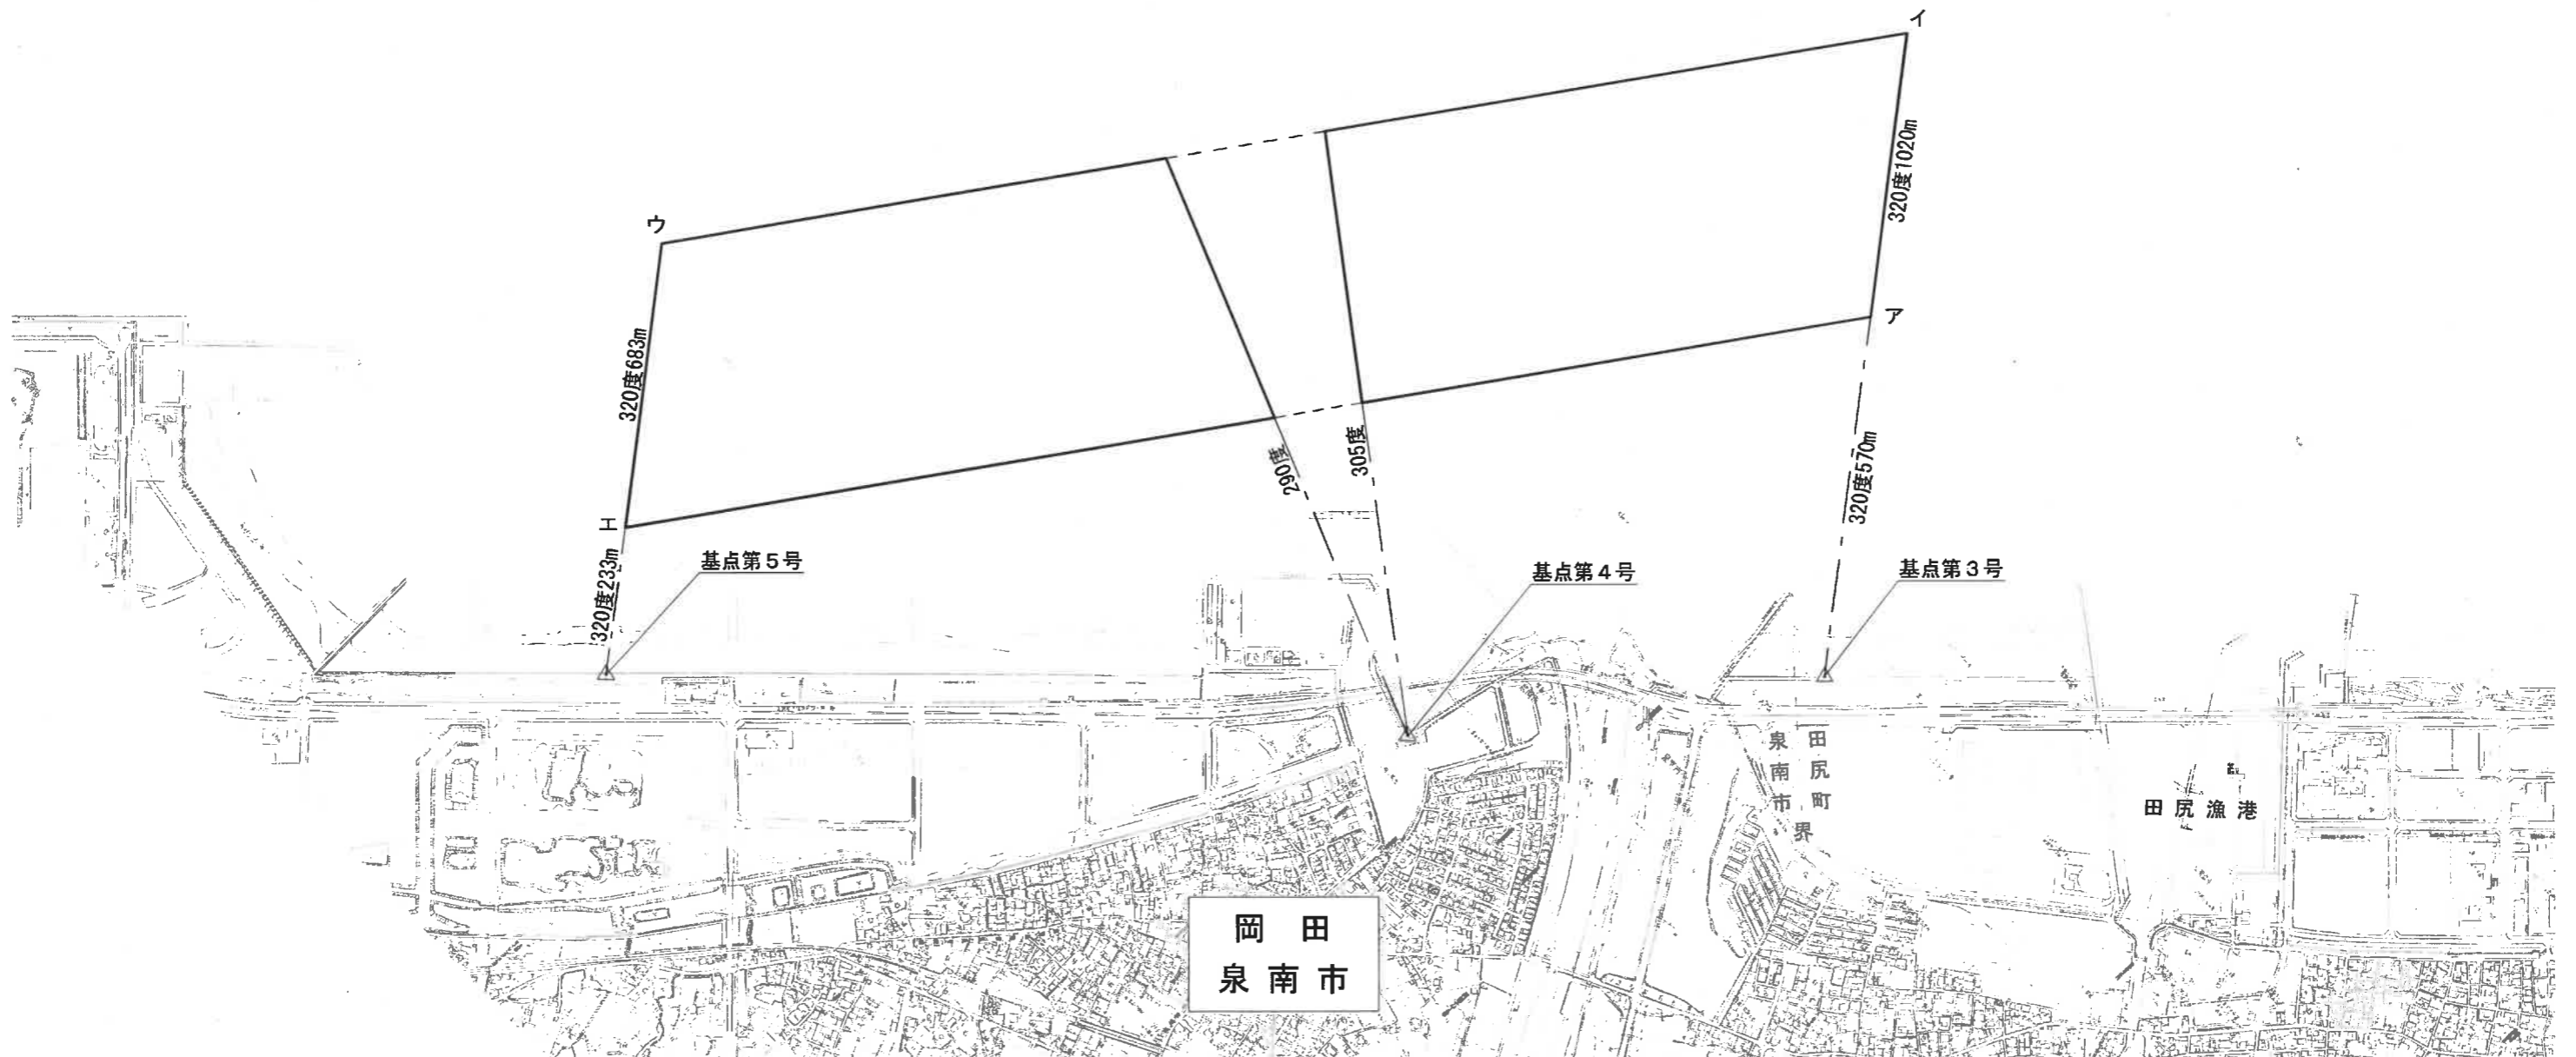 イ
320度1020m
ア
ウ
320度683m
エ
290度
305度
320度570m
320度233m
基点第5号
基点第4号
基点第3号
泉南市
田尻町
界
田尻漁港
岡田
泉南市